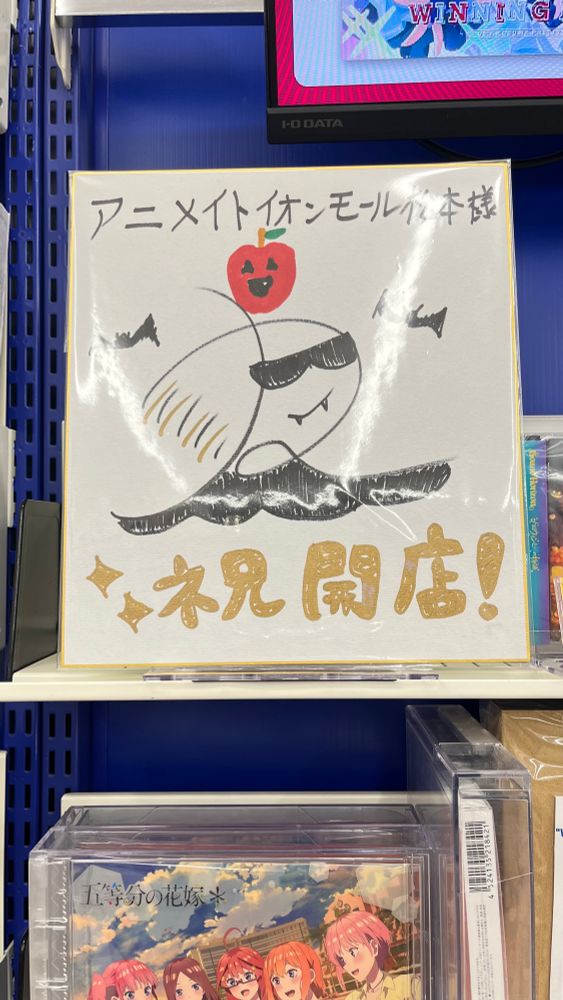 WINNING
I-O DATA
アニメイトイオンモール松本様
祝開店!
五等分の花嫁＊
4524135218421